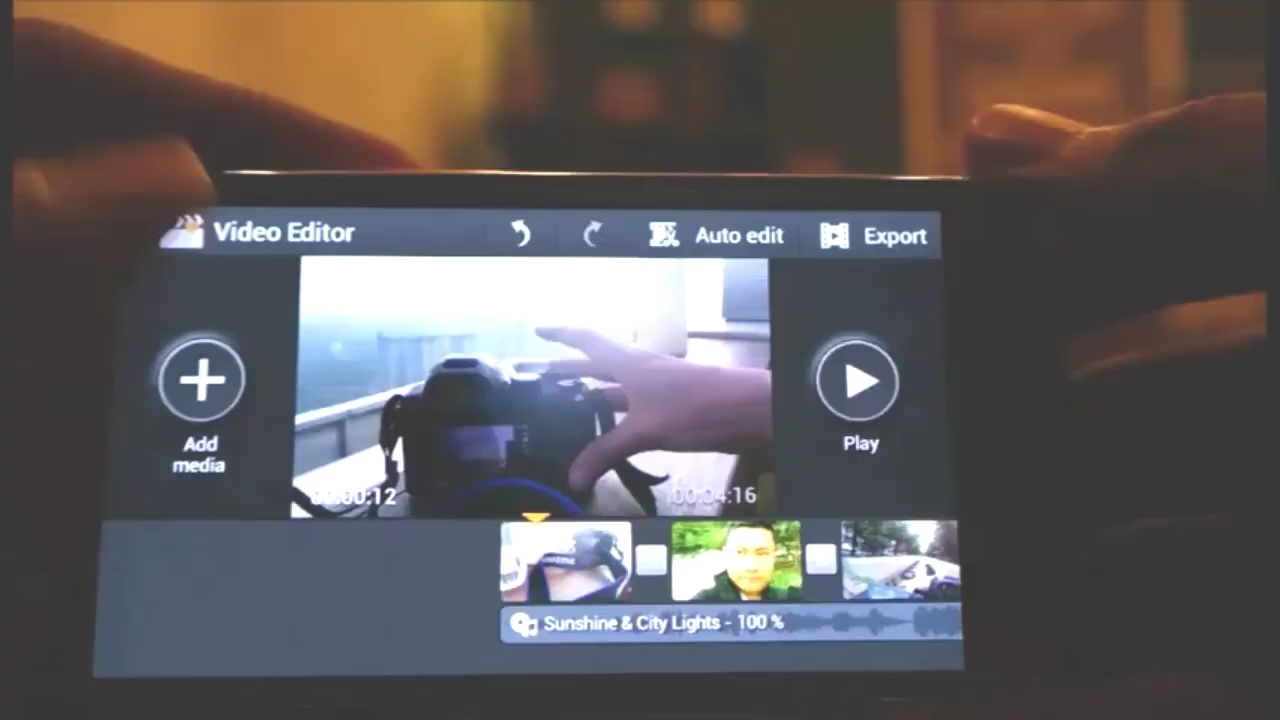 Video Editor
Auto edit
Export
Add
media
Play
00:00:12
00:04:16
Sunshine & City Lights - 100 %